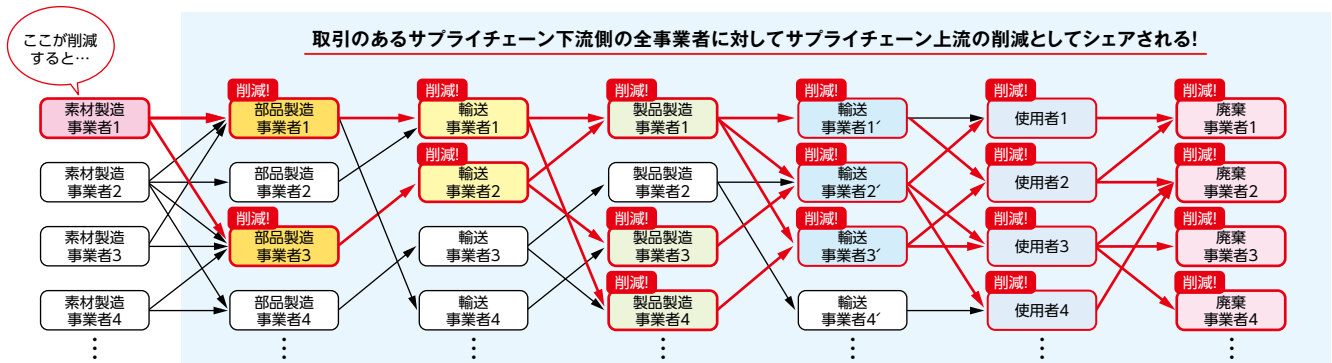 ここが削減
すると…
取引のあるサプライチェーン下流側の全事業者に対してサプライチェーン上流の削減としてシェアされる!
素材製造
事業者1
素材製造
事業者2
素材製造
事業者3
素材製造
事業者4
⋮
削減!
部品製造
事業者1
部品製造
事業者2
削減!
部品製造
事業者3
部品製造
事業者4
⋮
削減!
輸送
事業者1
削減!
輸送
事業者2
輸送
事業者3
輸送
事業者4
⋮
削減!
製品製造
事業者1
製品製造
事業者2
削減!
製品製造
事業者3
削減!
製品製造
事業者4
⋮
削減!
輸送
事業者1′
削減!
輸送
事業者2′
削減!
輸送
事業者3′
輸送
事業者4′
⋮
削減!
使用者1
削減!
使用者2
削減!
使用者3
削減!
使用者4
⋮
削減!
廃棄
事業者1
削減!
廃棄
事業者2
削減!
廃棄
事業者3
削減!
廃棄
事業者4
⋮